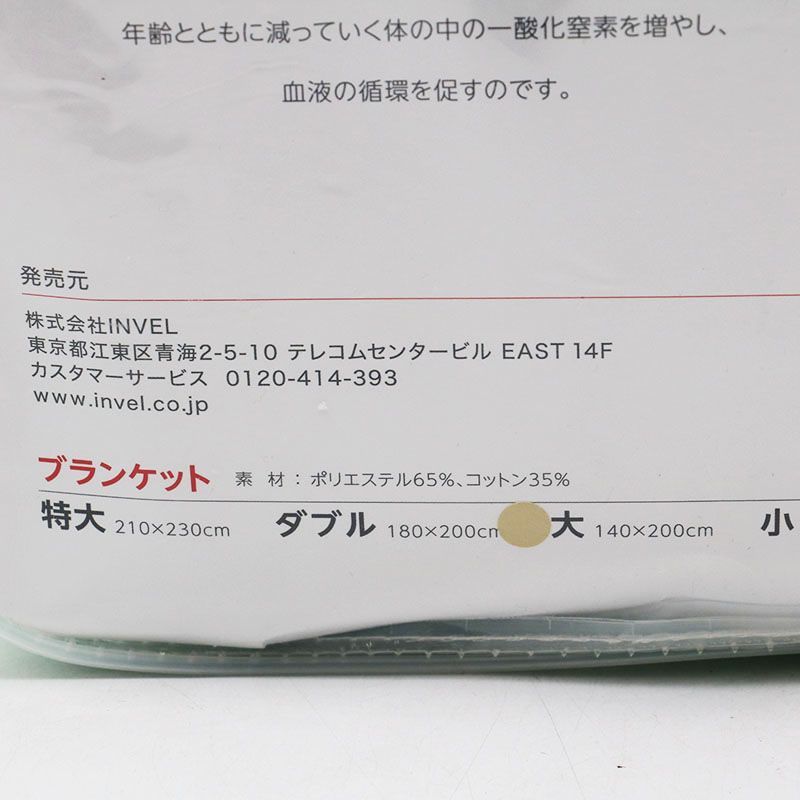 年齢とともに減っていく体の中の一酸化窒素を増やし、
血液の循環を促すのです。
発売元
株式会社INVEL
東京都江東区青海2-5-10 テレコムセンタービル EAST 14F
カスタマーサービス 0120-414-393
www.invel.co.jp
ブランケット 素 材 : ポリエステル65%、コットン35%
特大 210×230cm ダブル 180×200cm 大 140×200cm 小